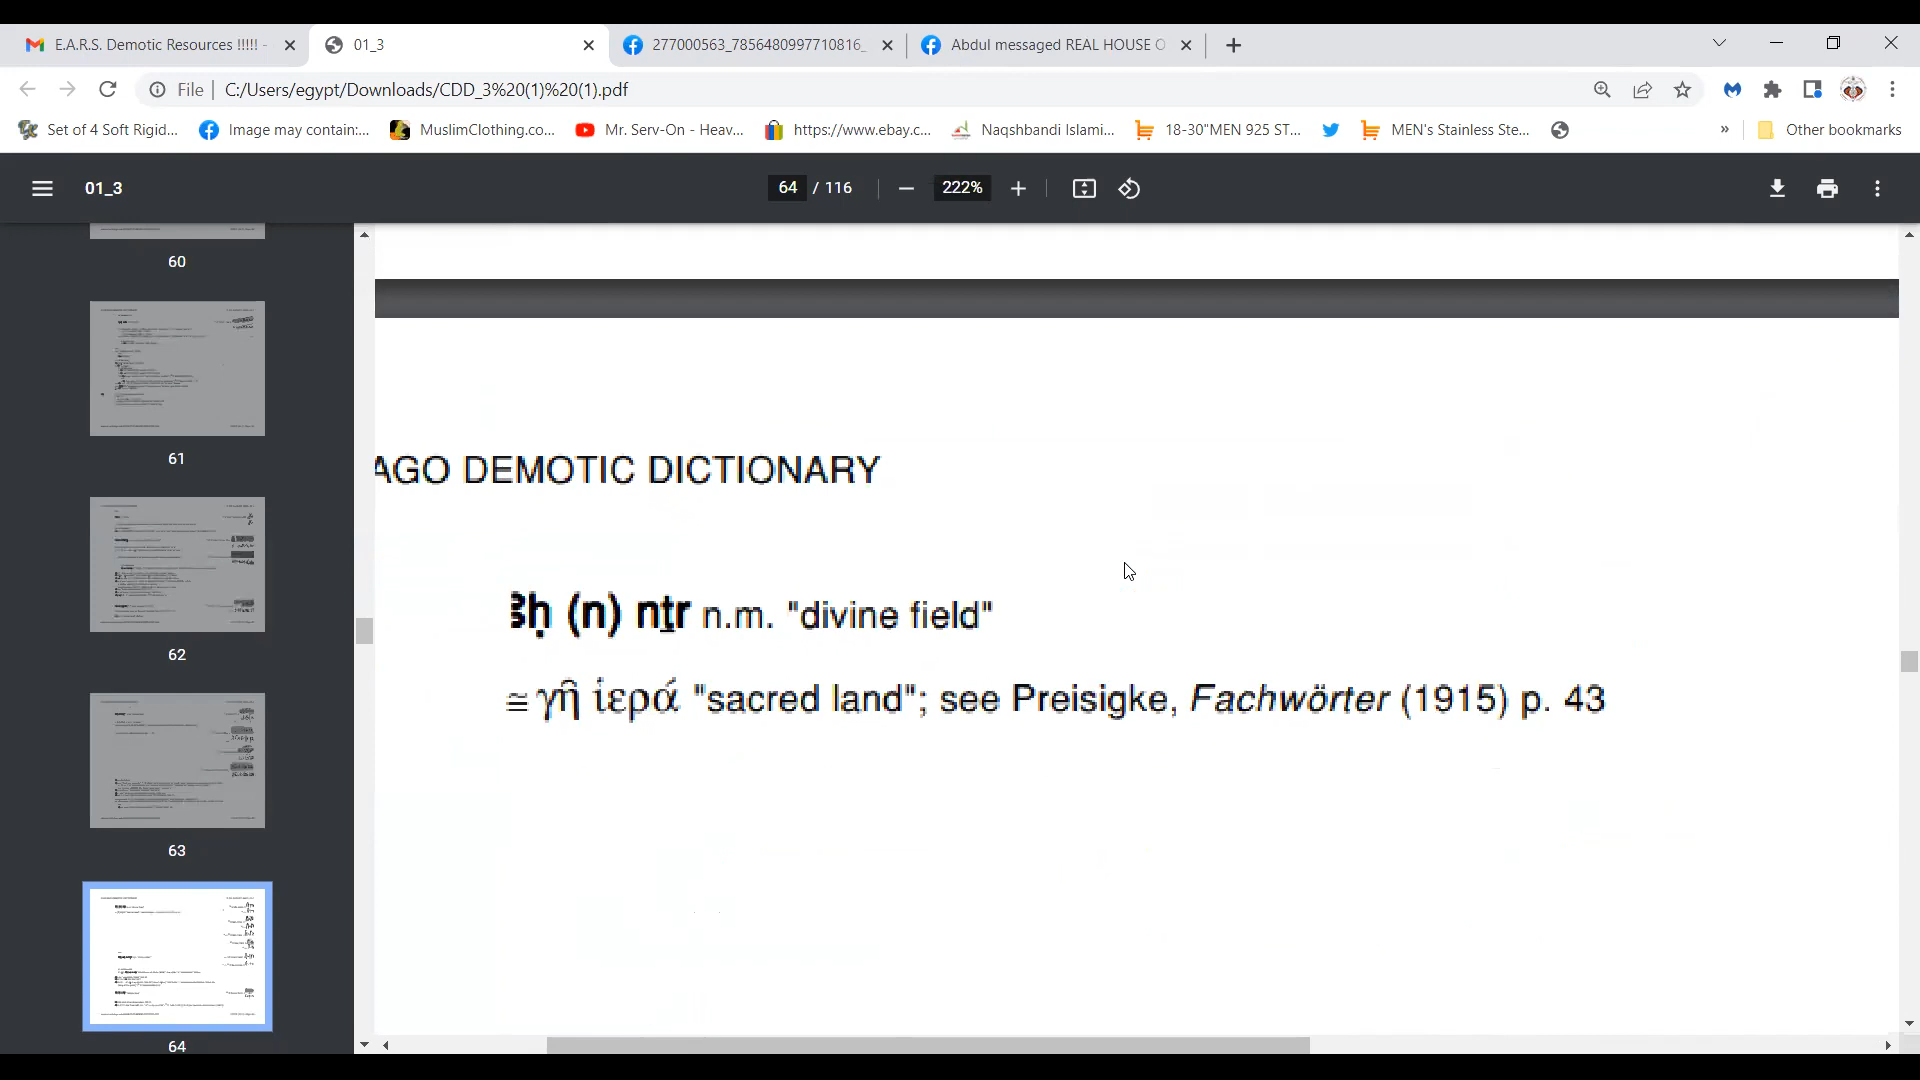 E.A.R.S. Demotic Resources !!!!! -
01_3
277000563_7856480997710816_
Abdul messaged REAL HOUSE O
File
C:/Users/egypt/Downloads/CDD_3%20(1)%20(1).pdf
Set of 4 Soft Rigid...
Image may contain:...
MuslimClothing.co...
Mr. Serv-On - Heav...
https://www.ebay.c...
Naqshbandi Islami...
18-30"MEN 925 ST...
MEN's Stainless Ste...
»
Other bookmarks
01_3
64 / 116
222%
60
61
62
63
64
AGO DEMOTIC DICTIONARY
ꜣḥ (n) nṯr n.m. "divine field"
≅ γῆ ἱερά "sacred land"; see Preisigke, Fachwörter (1915) p. 43